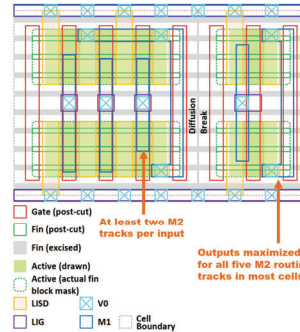 Diffusion
Break
At least two M2
tracks per input
Outputs maximized
for all five M2 routin
tracks in most cells
Gate (post-cut)
Fin (post-cut)
Fin (excised)
Active (drawn)
Active (actual fin
block mask)
LISD
V0
LIG
M1
Cell
Boundary